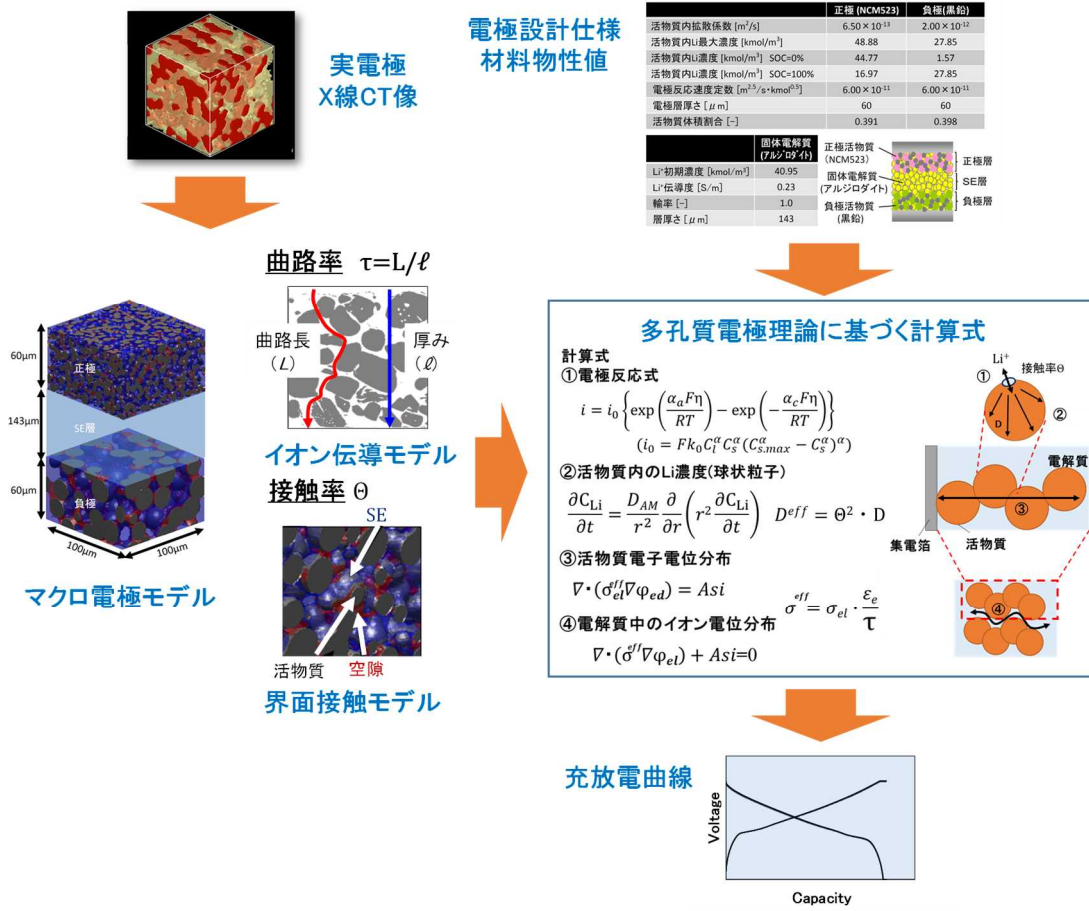 実電極
X線CT像
電極設計仕様
材料物性値
正極 (NCM523) 負極(黒鉛)
活物質内拡散係数 [m²/s] 6.50×10⁻¹³ 2.00×10⁻¹²
活物質内Li最大濃度 [kmol/m³] 48.88 27.85
活物質内Li濃度 [kmol/m³] SOC=0% 44.77 1.57
活物質内Li濃度 [kmol/m³] SOC=100% 16.97 27.85
電極反応速度定数 [m²·⁵/s・kmol⁰·⁵] 6.00×10⁻¹¹ 6.00×10⁻¹¹
電極層厚さ [μm] 60 60
活物質体積割合 [-] 0.391 0.398
固体電解質
(アルジロダイト)
Li⁺初期濃度 [kmol/m³] 40.95
Li⁺伝導度 [S/m] 0.23
輸率 [-] 1.0
層厚さ [μm] 143
正極活物質
(NCM523)
固体電解質
(アルジロダイト)
負極活物質
(黒鉛)
正極層
SE層
負極層
60μm
143μm
60μm
正極
SE層
負極
100μm
100μm
マクロ電極モデル
曲路率 τ=L/ℓ
曲路長
(L)
厚み
(ℓ)
イオン伝導モデル
接触率 Θ
SE
活物質
空隙
界面接触モデル
多孔質電極理論に基づく計算式
計算式
①電極反応式
i = i₀ {exp(αₐFη/RT) − exp(−α_cFη/RT)}
(i₀ = Fk₀C_l^α C_s^α (C_{s.max}^α − C_s^α)^α)
②活物質内のLi濃度(球状粒子)
∂C_Li/∂t = D_AM/r² ∂/∂r (r² ∂C_Li/∂t) D^eff = Θ² · D
③活物質電子電位分布
∇·(σ_el^eff ∇φ_ed) = Asi
σ^eff = σ_el · ε_e/τ
④電解質中のイオン電位分布
∇·(σ^eff ∇φ_el) + Asi=0
Li⁺
①
接触率Θ
②
D
電解質
③
集電箔
活物質
④
充放電曲線
Voltage
Capacity